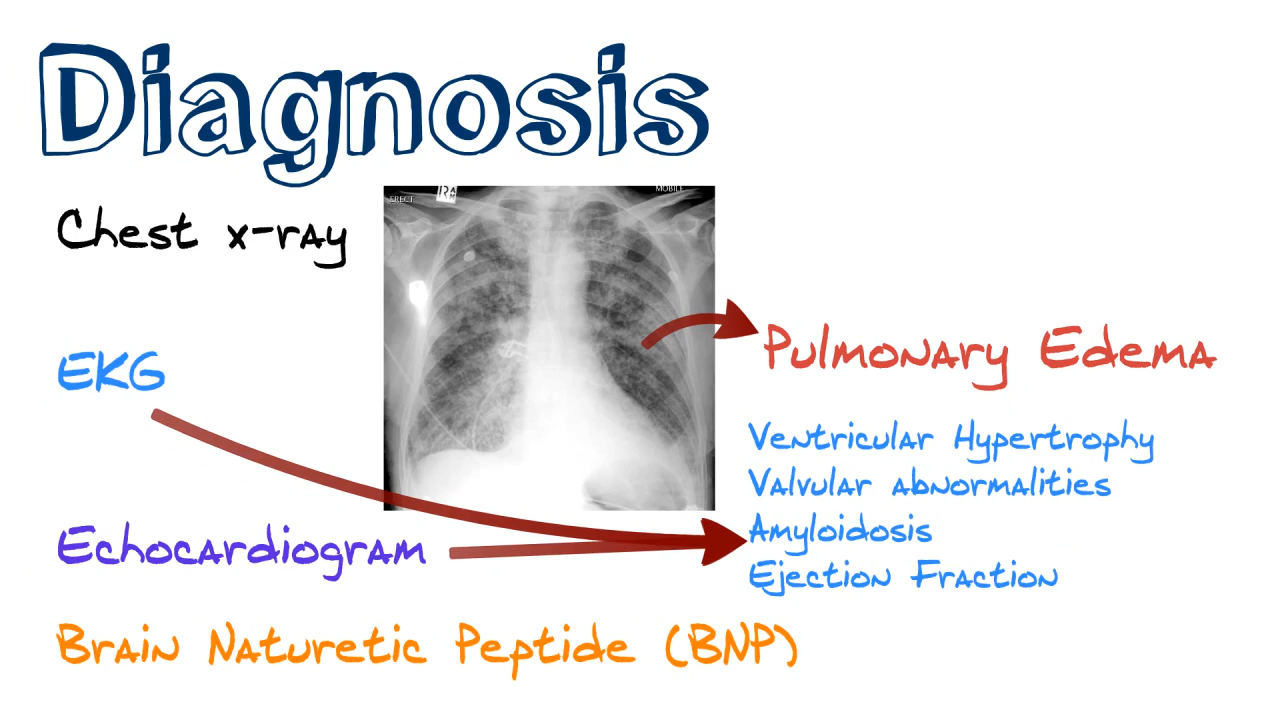 Diagnosis
Chest x-ray
ERECT
MOBILE
EKG
Pulmonary Edema
Ventricular Hypertrophy
Valvular abnormalities
Amyloidosis
Ejection Fraction
Echocardiogram
Brain Naturetic Peptide (BNP)